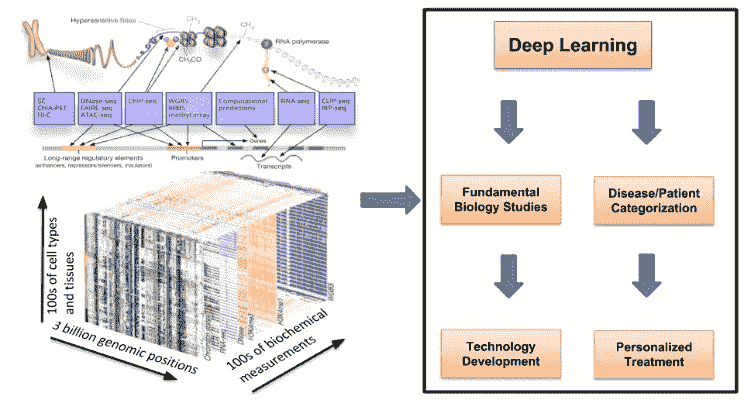 Hypersensitive Sites
CH₃
CH₃
RNA polymerase
CH₃CO
5C
ChIA-PET
Hi-C
DNase-seq
FAIRE-seq
ATAC-seq
ChIP-seq
WGBS
RRBS
methyl array
Computational
predictions
RNA-seq
CLIP-seq
RIP-seq
Genes
Long-range regulatory elements
(enhancers, repressors/silencers, insulators)
Promoters
Transcripts
100s of cell types
and tissues
3 billion genomic positions
100s of biochemical
measurements
Deep Learning
Fundamental
Biology Studies
Disease/Patient
Categorization
Technology
Development
Personalized
Treatment